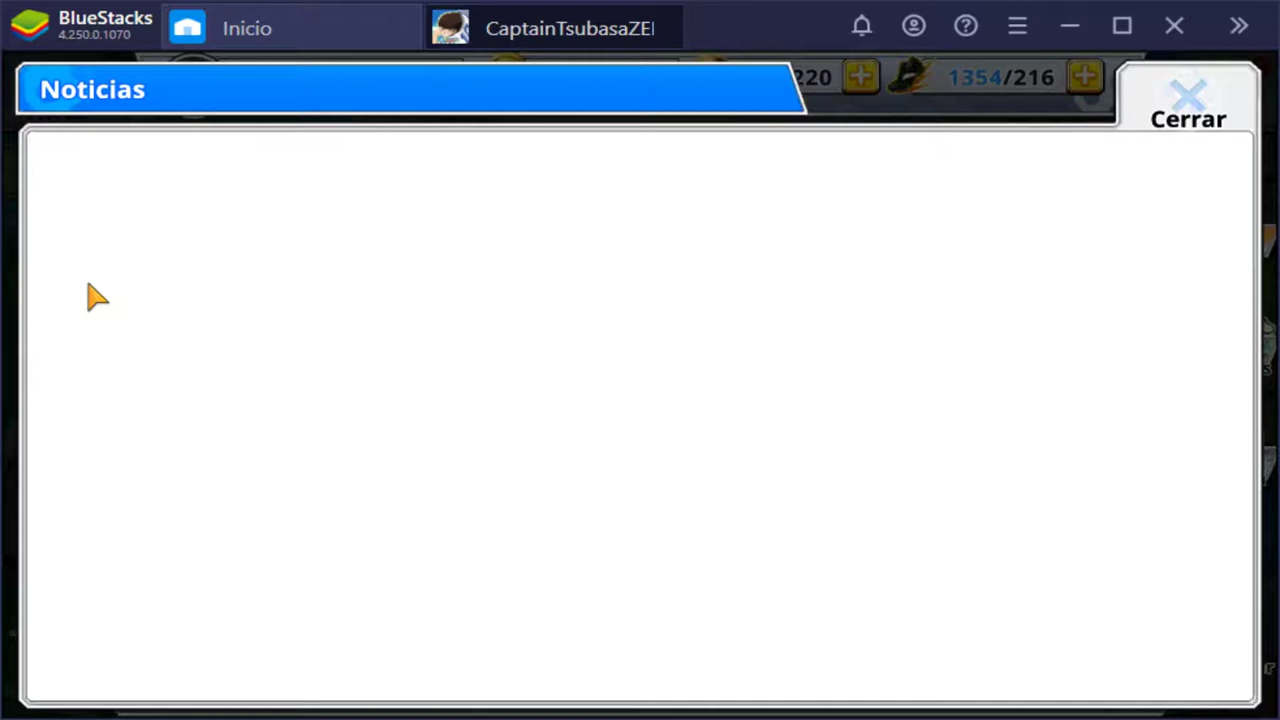 BlueStacks
4.250.0.1070
Inicio
CaptainTsubasaZE
220
1354/216
Noticias
Cerrar